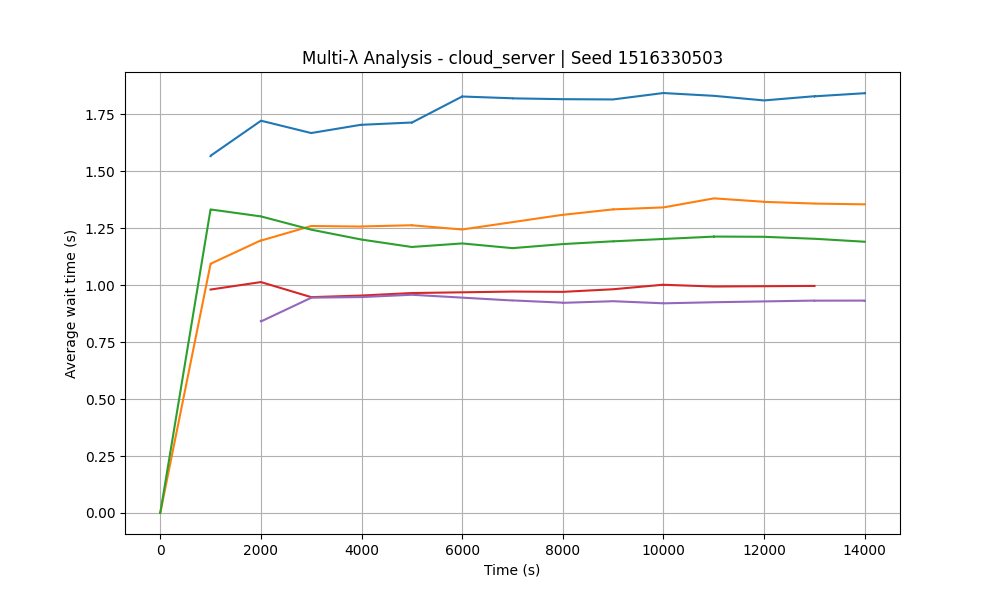 Multi-λ Analysis - cloud_server | Seed 1516330503
Average wait time (s)
1.75
1.50
1.25
1.00
0.75
0.50
0.25
0.00
0 2000 4000 6000 8000 10000 12000 14000
Time (s)